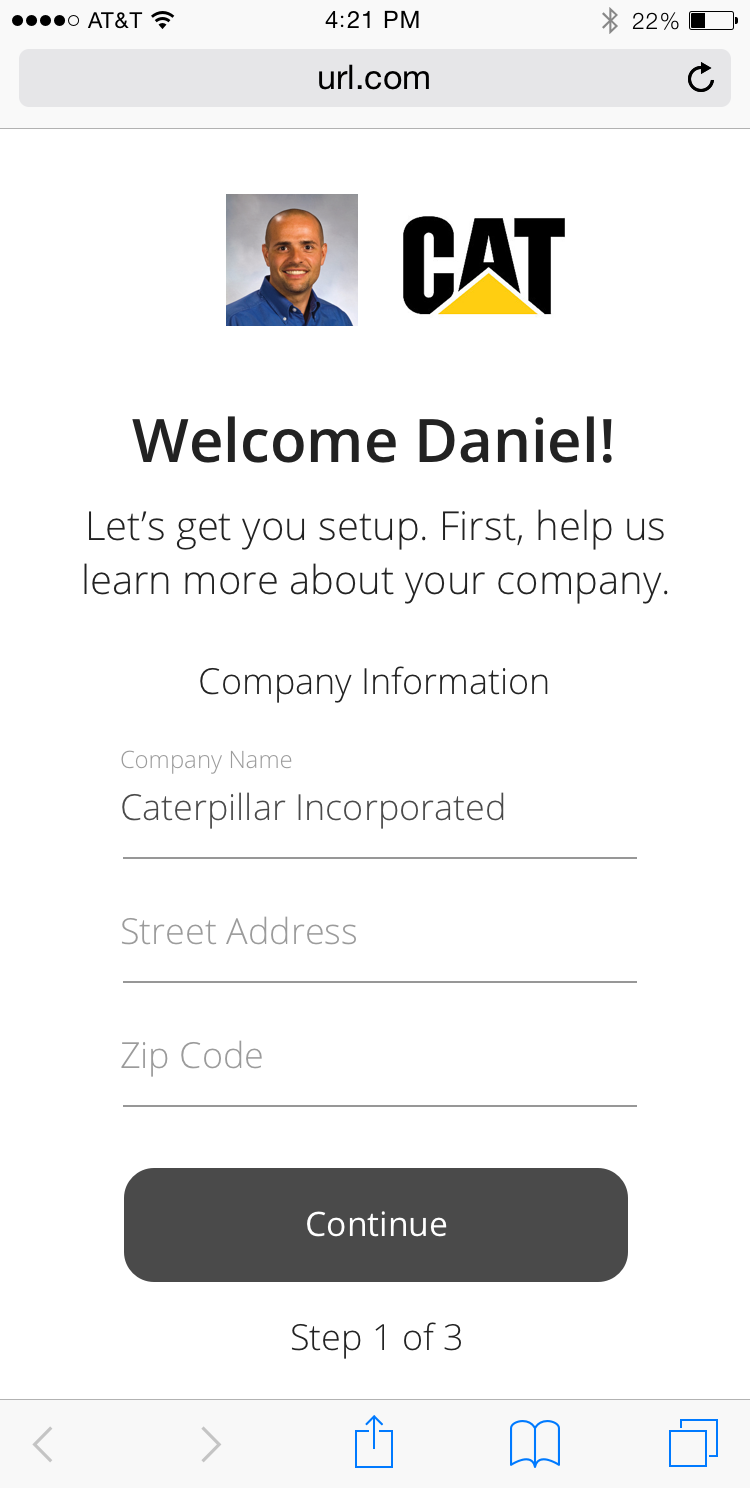 AT&T 4:21 PM 22%
url.com
CAT
Welcome Daniel!
Let’s get you setup. First, help us
learn more about your company.
Company Information
Company Name
Caterpillar Incorporated
Street Address
Zip Code
Continue
Step 1 of 3